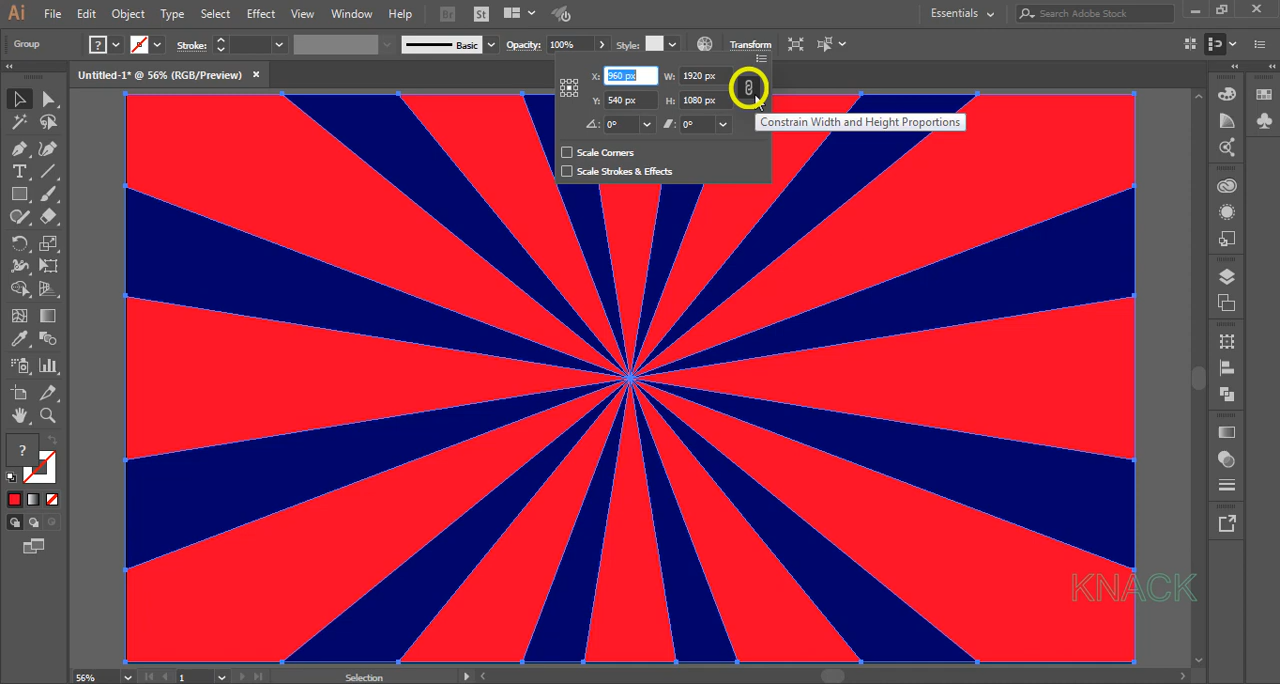 Ai File Edit Object Type Select Effect View Window Help Br St Essentials Search Adobe Stock
Group ? Stroke: Basic Opacity: 100% Style: Transform
Untitled-1* @ 56% (RGB/Preview) ×
X: 960 px W: 1920 px
Y: 540 px H: 1080 px
0° 0°
Constrain Width and Height Proportions
Scale Corners
Scale Strokes & Effects
?
KNACK
56% 1 Selection